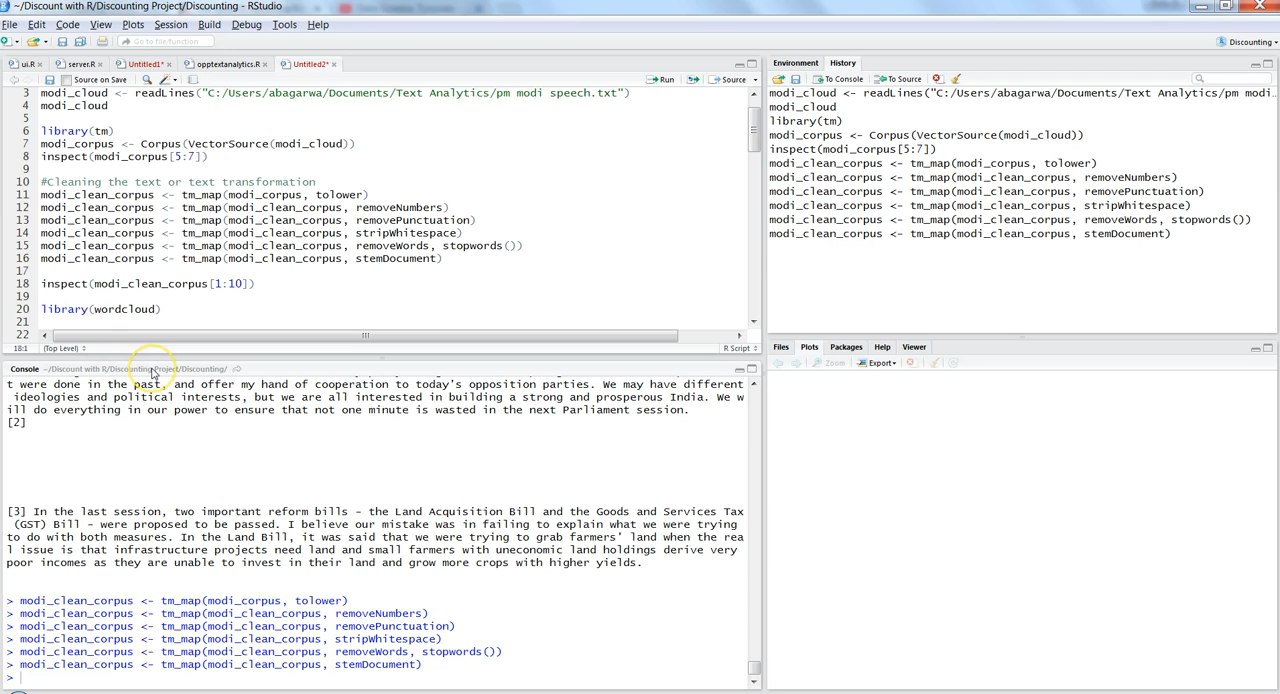 ~/Discount with R/Discounting Project/Discounting - RStudio
File Edit Code View Plots Session Build Debug Tools Help
Go to file/function
Discounting
ui.R × server.R × Untitled1* × opptextanalytics.R × Untitled2* ×
Source on Save
Run
Source
3 modi_cloud <- readLines("C:/Users/abagarwa/Documents/Text Analytics/pm modi speech.txt")
4 modi_cloud
5
6 library(tm)
7 modi_corpus <- Corpus(VectorSource(modi_cloud))
8 inspect(modi_corpus[5:7])
9
10 #Cleaning the text or text transformation
11 modi_clean_corpus <- tm_map(modi_corpus, tolower)
12 modi_clean_corpus <- tm_map(modi_clean_corpus, removeNumbers)
13 modi_clean_corpus <- tm_map(modi_clean_corpus, removePunctuation)
14 modi_clean_corpus <- tm_map(modi_clean_corpus, stripWhitespace)
15 modi_clean_corpus <- tm_map(modi_clean_corpus, removeWords, stopwords())
16 modi_clean_corpus <- tm_map(modi_clean_corpus, stemDocument)
17
18 inspect(modi_clean_corpus[1:10])
19
20 library(wordcloud)
21
22
18:1 (Top Level) R Script
Console ~/Discount with R/Discounting Project/Discounting/
t were done in the past, and offer my hand of cooperation to today's opposition parties. We may have different
ideologies and political interests, but we are all interested in building a strong and prosperous India. We w
ill do everything in our power to ensure that not one minute is wasted in the next Parliament session.
[2]
[3] In the last session, two important reform bills - the Land Acquisition Bill and the Goods and Services Tax
(GST) Bill - were proposed to be passed. I believe our mistake was in failing to explain what we were trying
to do with both measures. In the Land Bill, it was said that we were trying to grab farmers' land when the rea
l issue is that infrastructure projects need land and small farmers with uneconomic land holdings derive very
poor incomes as they are unable to invest in their land and grow more crops with higher yields.
> modi_clean_corpus <- tm_map(modi_corpus, tolower)
> modi_clean_corpus <- tm_map(modi_clean_corpus, removeNumbers)
> modi_clean_corpus <- tm_map(modi_clean_corpus, removePunctuation)
> modi_clean_corpus <- tm_map(modi_clean_corpus, stripWhitespace)
> modi_clean_corpus <- tm_map(modi_clean_corpus, removeWords, stopwords())
> modi_clean_corpus <- tm_map(modi_clean_corpus, stemDocument)
>
Environment History
To Console To Source
modi_cloud <- readLines("C:/Users/abagarwa/Documents/Text Analytics/pm modi...
modi_cloud
library(tm)
modi_corpus <- Corpus(VectorSource(modi_cloud))
inspect(modi_corpus[5:7])
modi_clean_corpus <- tm_map(modi_corpus, tolower)
modi_clean_corpus <- tm_map(modi_clean_corpus, removeNumbers)
modi_clean_corpus <- tm_map(modi_clean_corpus, removePunctuation)
modi_clean_corpus <- tm_map(modi_clean_corpus, stripWhitespace)
modi_clean_corpus <- tm_map(modi_clean_corpus, removeWords, stopwords())
modi_clean_corpus <- tm_map(modi_clean_corpus, stemDocument)
Files Plots Packages Help Viewer
Zoom Export